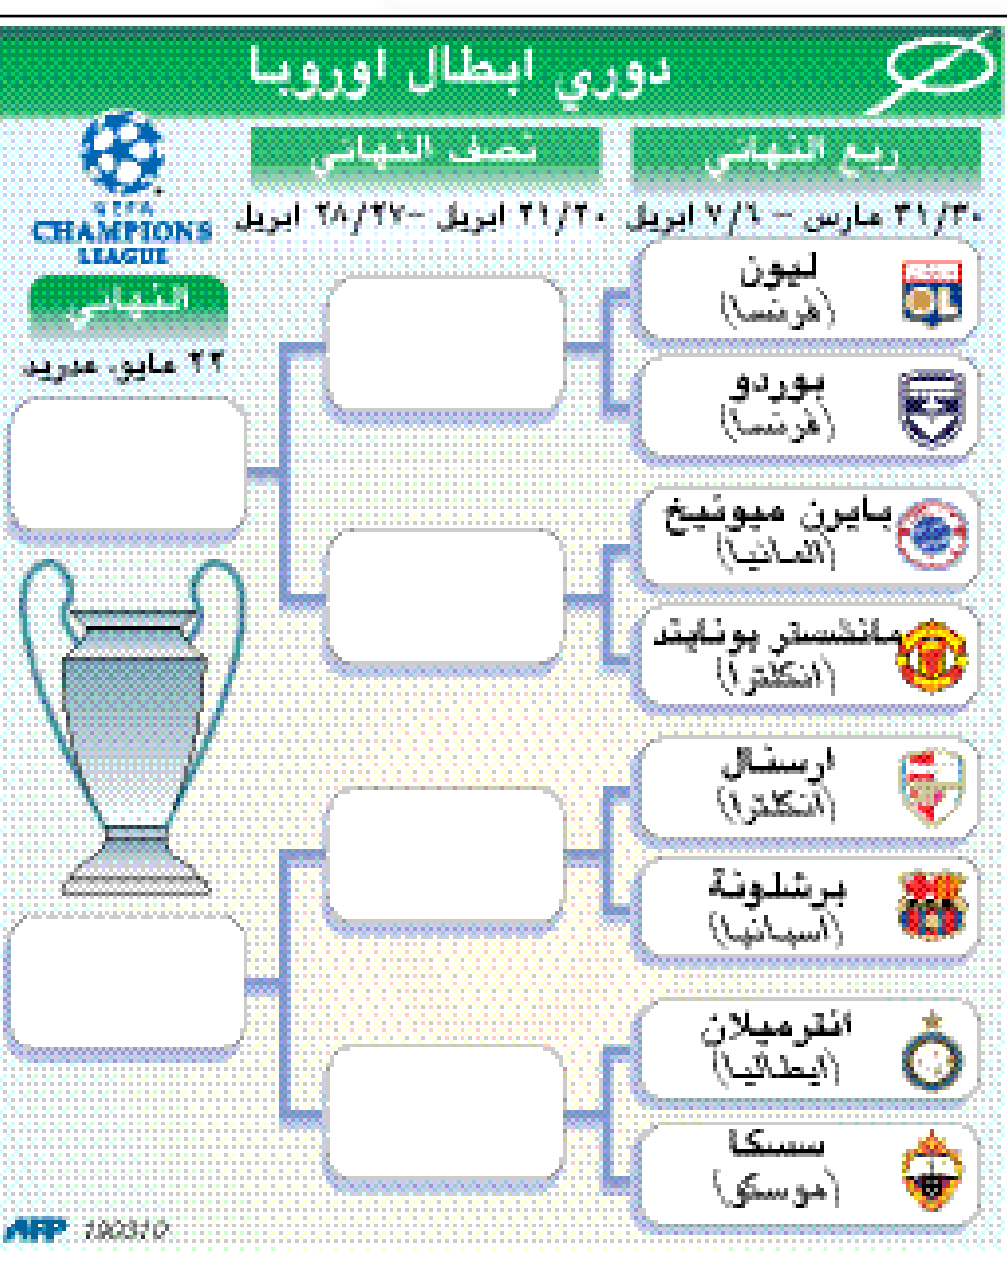 دوري ابطال اوروبا
ربع النهائي
نصف النهائي
UEFA
CHAMPIONS
LEAGUE
٣١/٣٠ مارس – ٧/٦ ابريل
٢١/٢٠ ابريل –٢٨/٢٧ ابريل
النهائي
٢٢ مايو، مدريد
ليون
(فرنسا)
بوردو
(فرنسا)
بايرن ميونيخ
(المانيا)
مانشستر يونايتد
(انكلترا)
ارسنال
(انكلترا)
برشلونة
(اسبانيا)
انترميلان
(ايطاليا)
سسكا
(موسكو)
AFP 190310